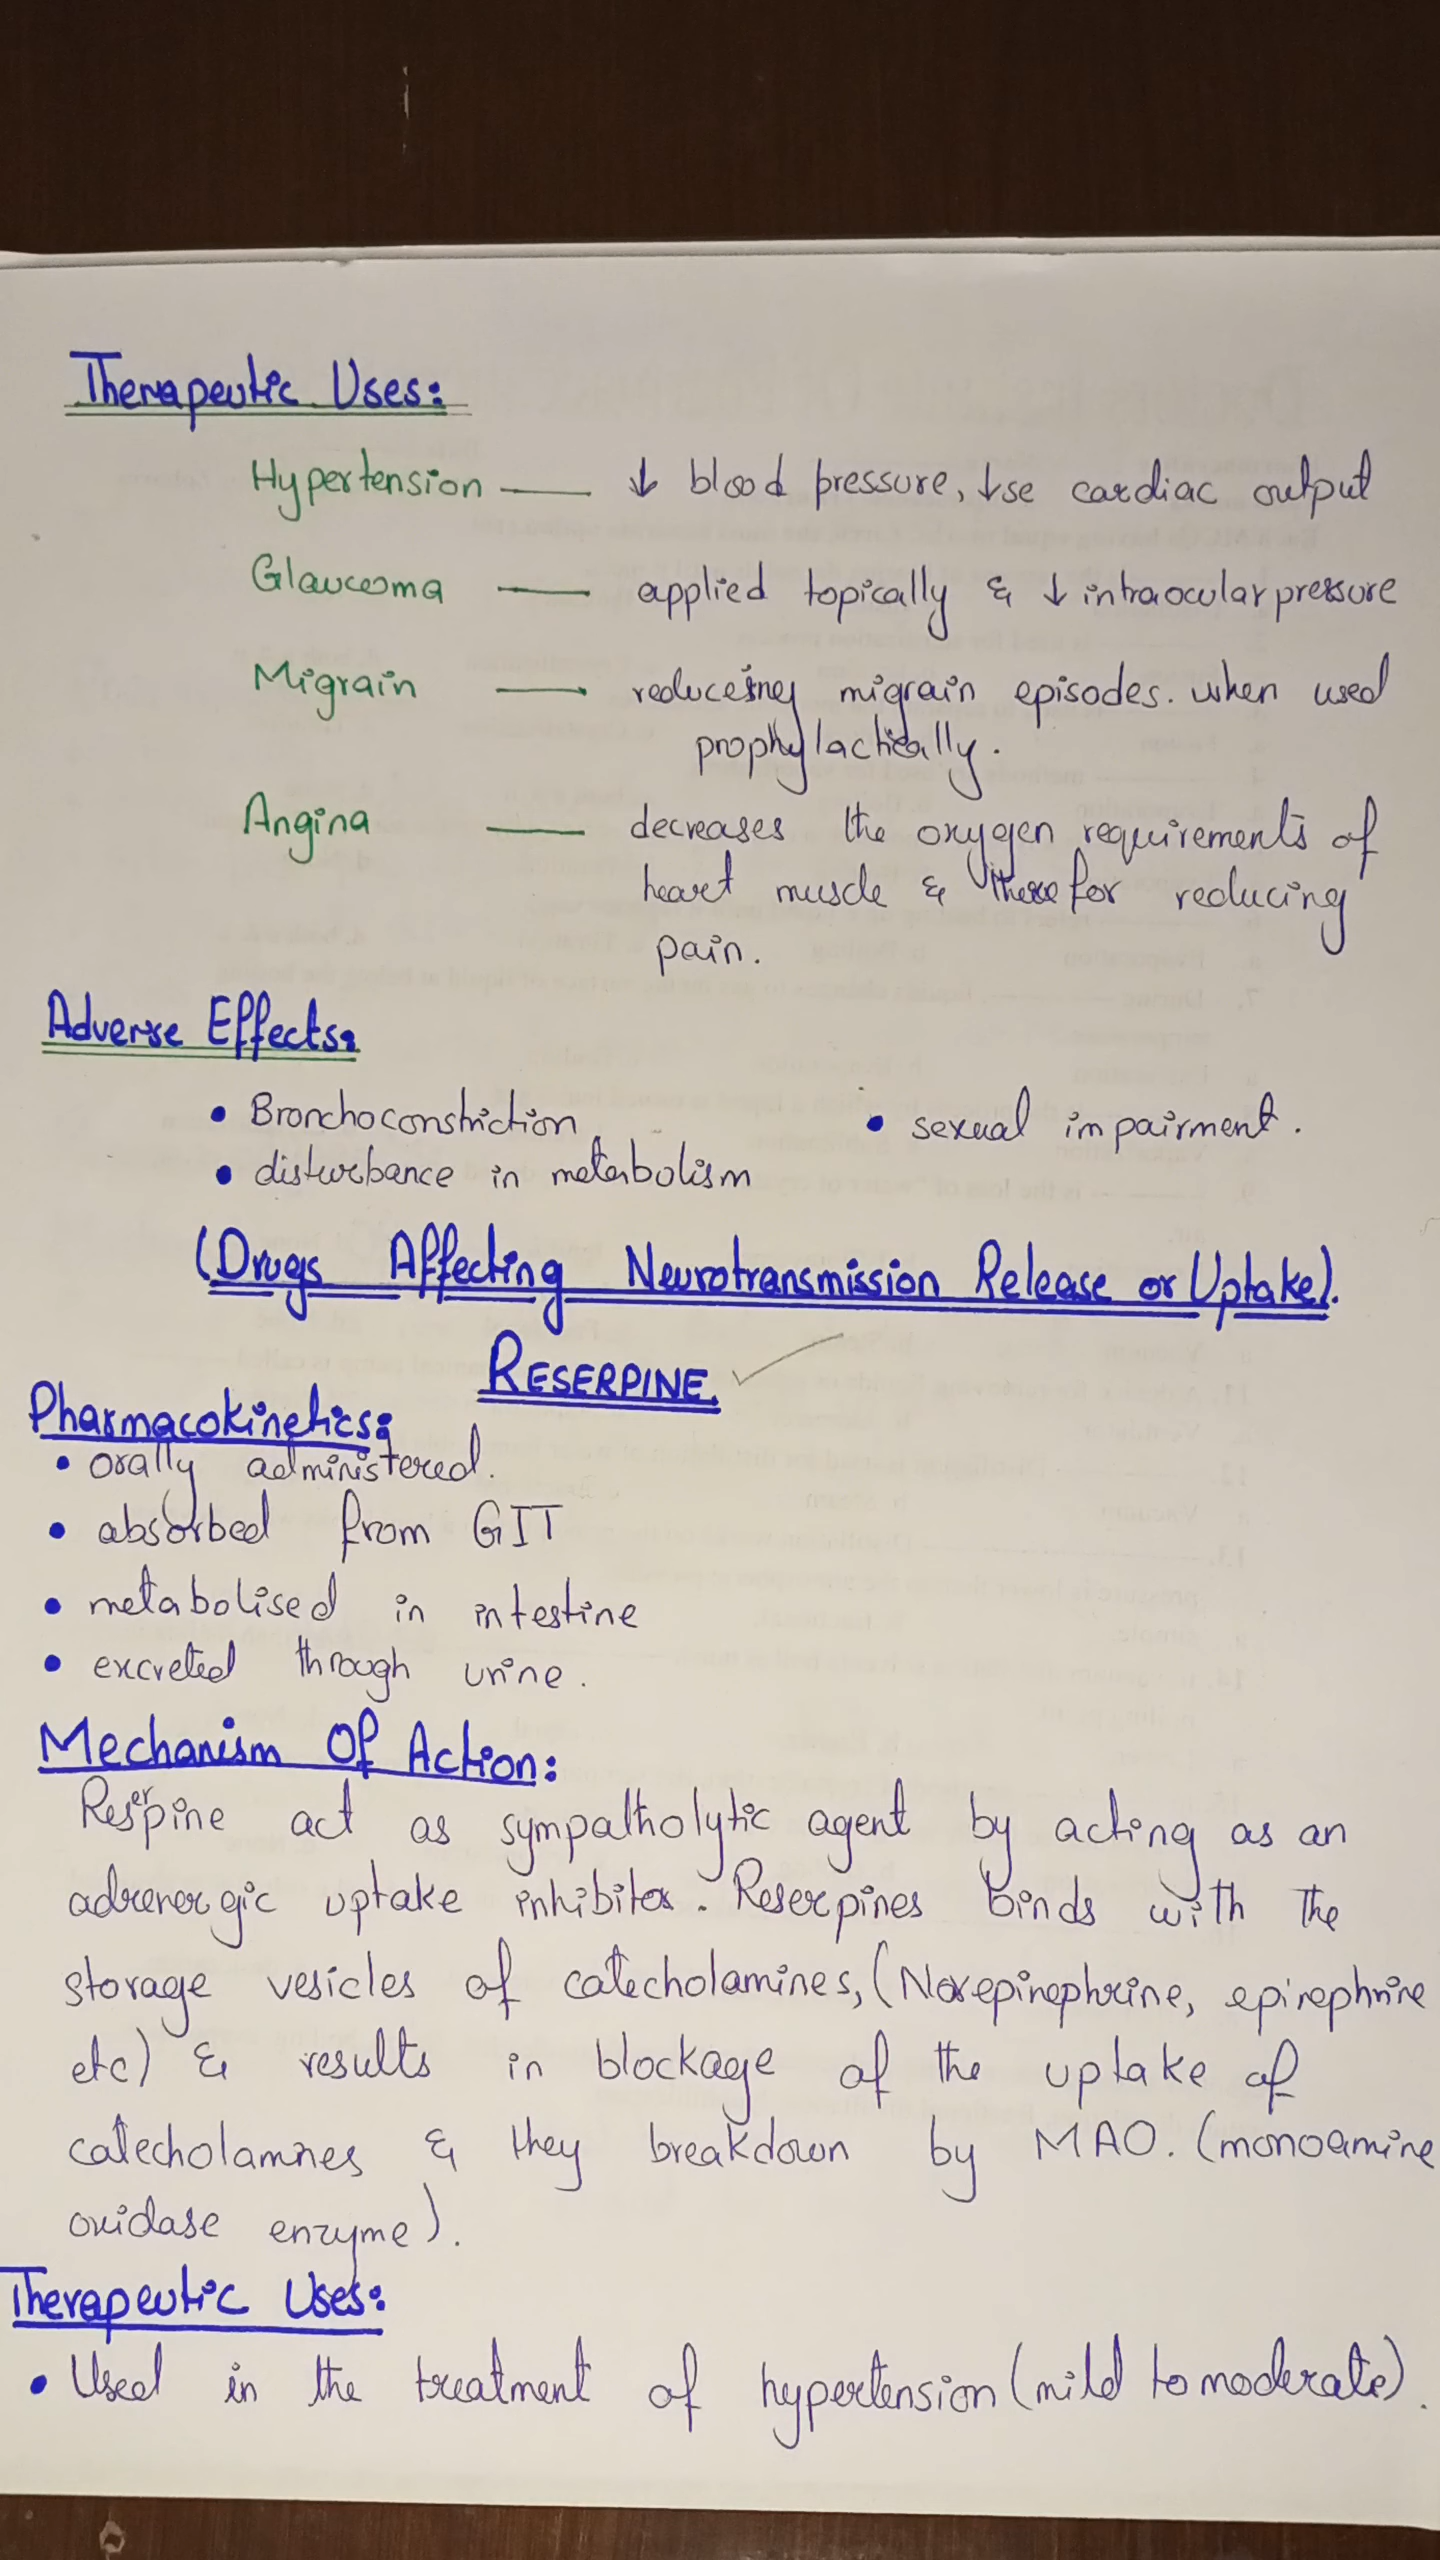 Therapeutic Uses:
Hypertension — ↓ blood pressure, ↓se cardiac output
Glaucoma — applied topically & ↓ intraocular pressure
Migrain — reduceing migrain episodes. when used
prophylactically.
Angina — decreases the oxygen requirements of
heart muscle & therefor reducing
pain.
Adverse Effects:
• Bronchoconstriction • sexual impairment.
• disturbance in metabolism
(Drugs Affecting Neurotransmission Release or Uptake).
RESERPINE.
Pharmacokinetics:
• orally administered.
• absorbed from GIT
• metabolised in intestine
• excreted through urine.
Mechanism Of Action:
Reserpine act as sympatholytic agent by acting as an
adrenergic uptake inhibitor. Reserpines binds with the
storage vesicles of catecholamines, (Norepinephrine, epinephrine
etc) & results in blockage of the uptake of
catecholamines & they breakdown by MAO. (monoamine
oxidase enzyme).
Therapeutic Uses:
• Used in the treatment of hypertension (mild to moderate).